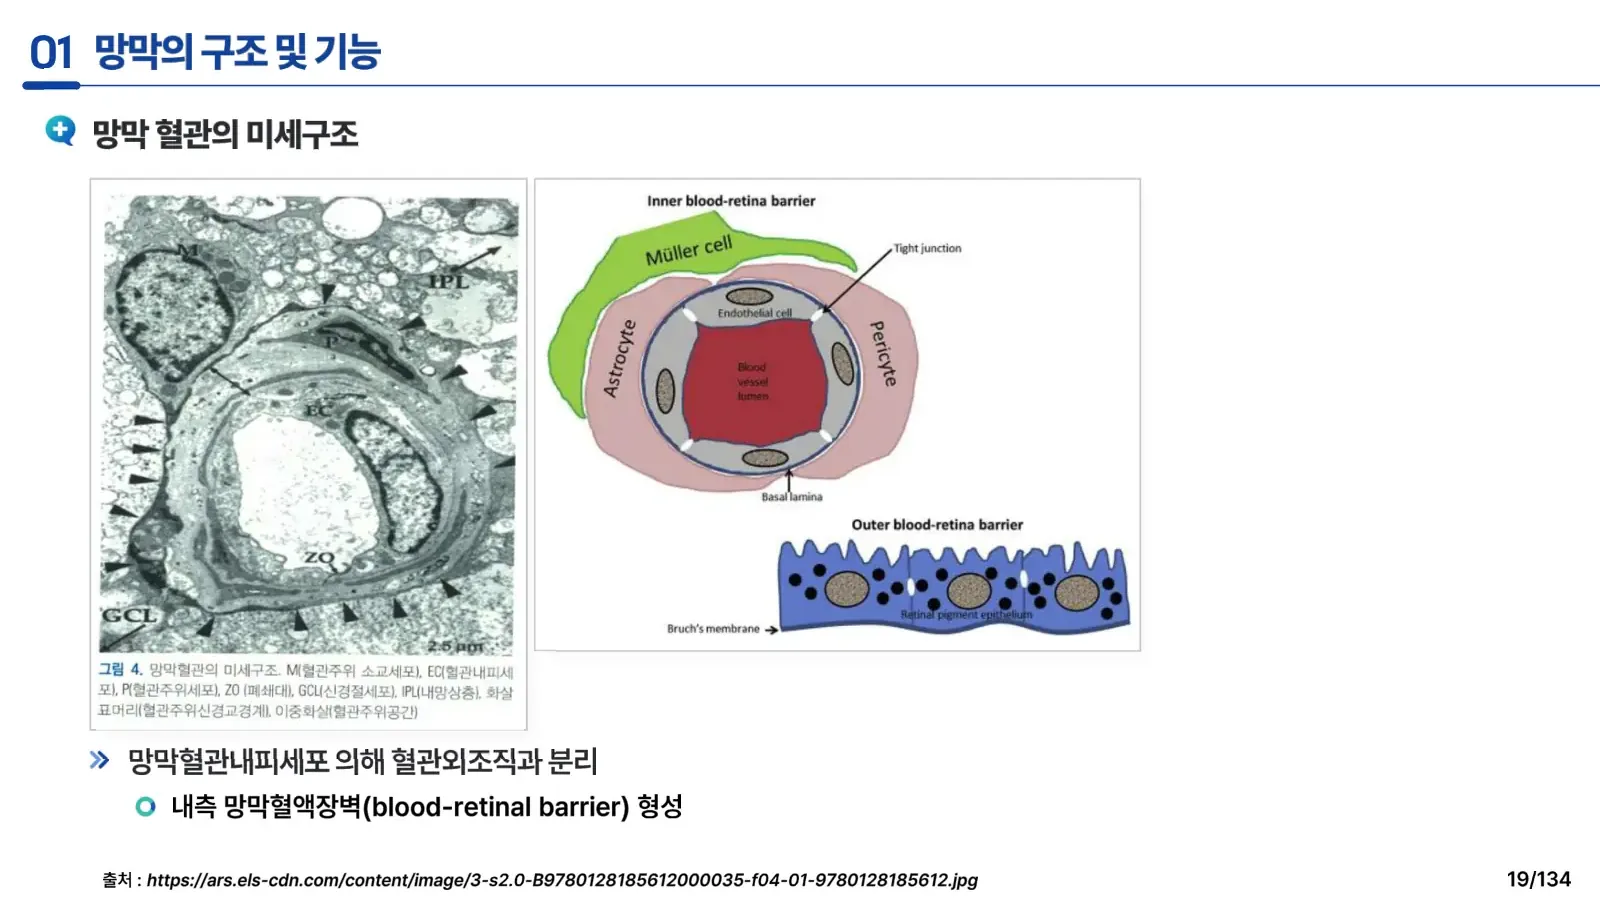 01 망막의 구조 및 기능
망막 혈관의 미세구조
M
IPL
P
EC
ZO
GCL
2.5 μm
그림 4. 망막혈관의 미세구조. M(혈관주위 소교세포), EC(혈관내피세
포), P(혈관주위세포), ZO (폐쇄대), GCL(신경절세포), IPL(내망상층), 화살
표머리(혈관주위신경교경계), 이중화살(혈관주위공간)
Inner blood-retina barrier
Müller cell
Tight junction
Endothelial cell
Astrocyte
Pericyte
Blood
vessel
lumen
Basal lamina
Outer blood-retina barrier
Retinal pigment epithelium
Bruch's membrane
망막혈관내피세포 의해 혈관외조직과 분리
내측 망막혈액장벽(blood-retinal barrier) 형성
출처 : https://ars.els-cdn.com/content/image/3-s2.0-B9780128185612000035-f04-01-9780128185612.jpg
19/134